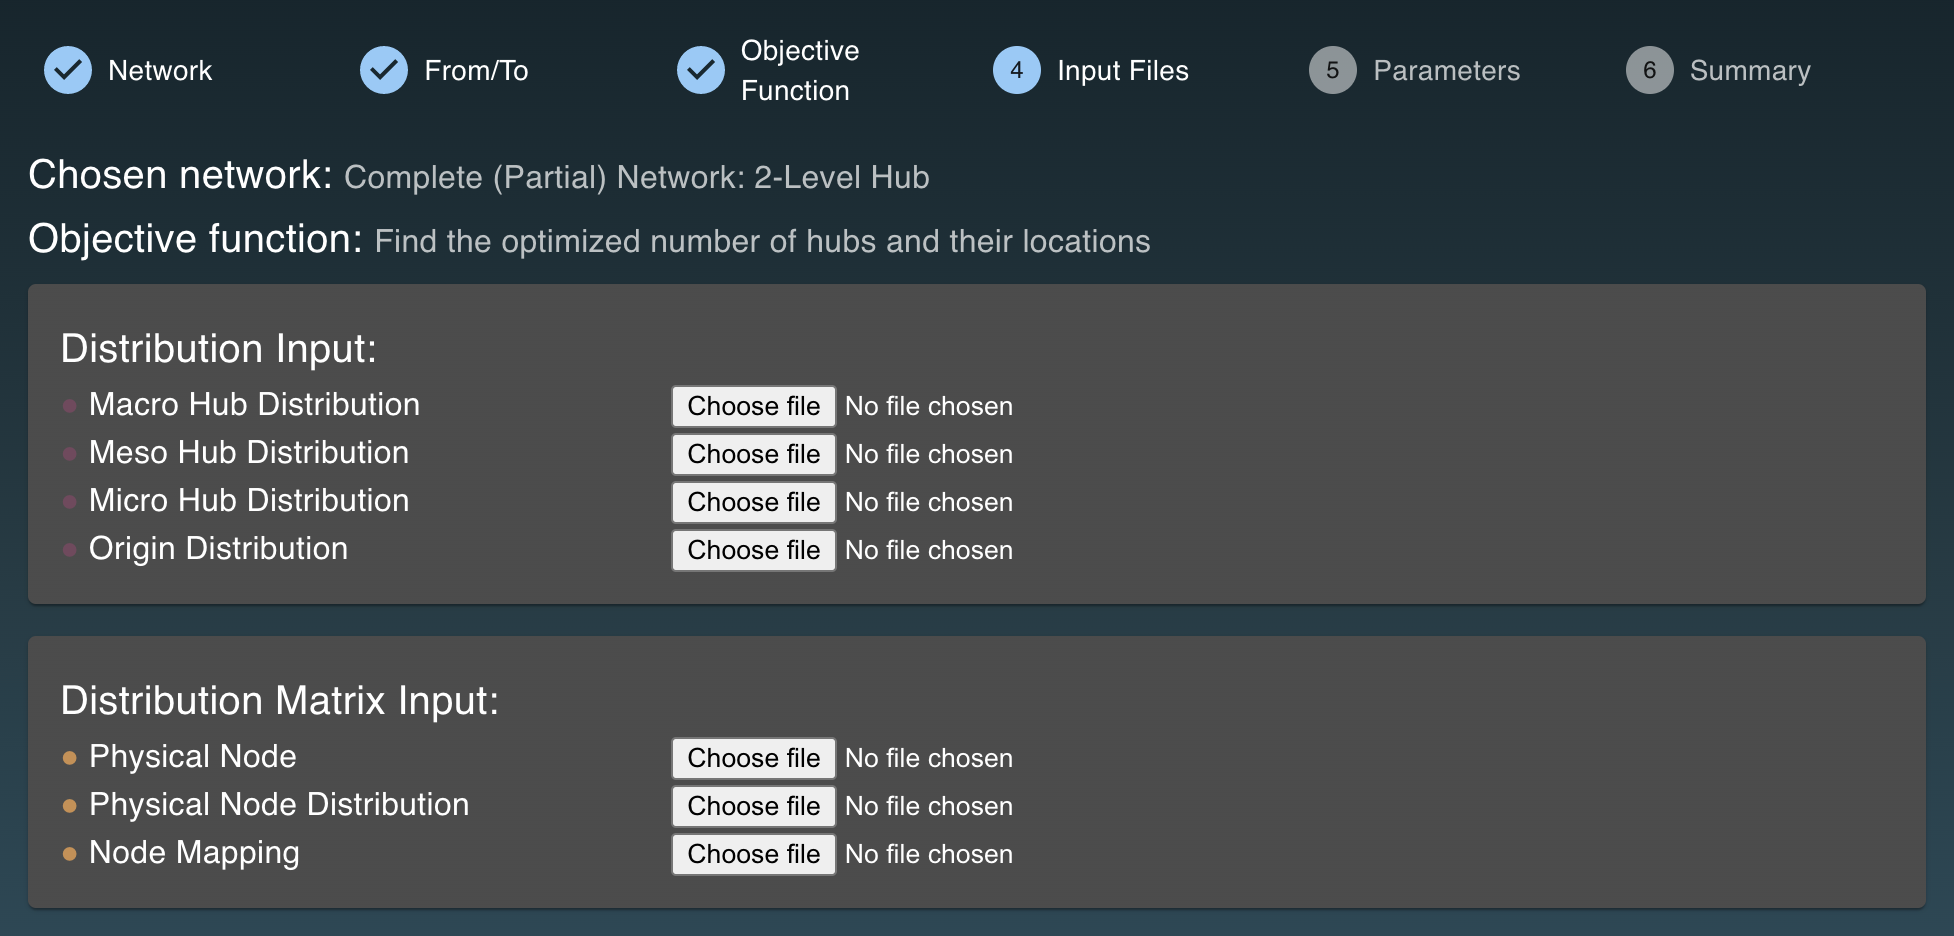 Network
From/To
Objective
Function
4 Input Files
5 Parameters
6 Summary
Chosen network: Complete (Partial) Network: 2-Level Hub
Objective function: Find the optimized number of hubs and their locations
Distribution Input:
Macro Hub Distribution Choose file No file chosen
Meso Hub Distribution Choose file No file chosen
Micro Hub Distribution Choose file No file chosen
Origin Distribution Choose file No file chosen
Distribution Matrix Input:
Physical Node Choose file No file chosen
Physical Node Distribution Choose file No file chosen
Node Mapping Choose file No file chosen